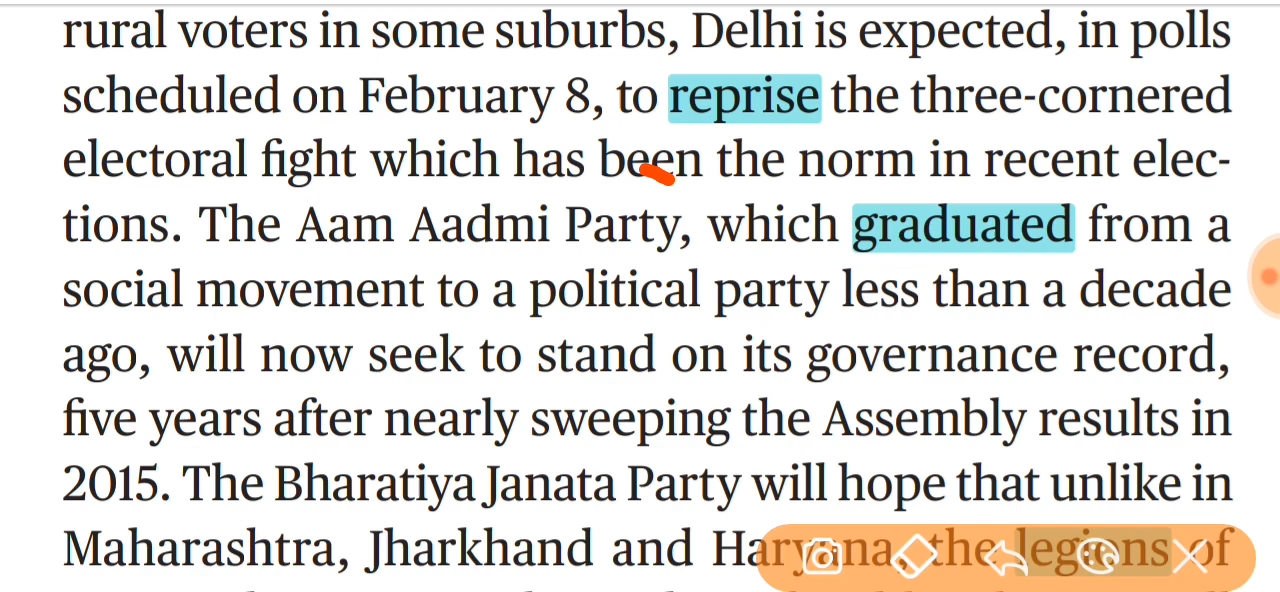 rural voters in some suburbs, Delhi is expected, in polls
scheduled on February 8, to reprise the three-cornered
electoral fight which has been the norm in recent elec-
tions. The Aam Aadmi Party, which graduated from a
social movement to a political party less than a decade
ago, will now seek to stand on its governance record,
five years after nearly sweeping the Assembly results in
2015. The Bharatiya Janata Party will hope that unlike in
Maharashtra, Jharkhand and Haryana, the legions of